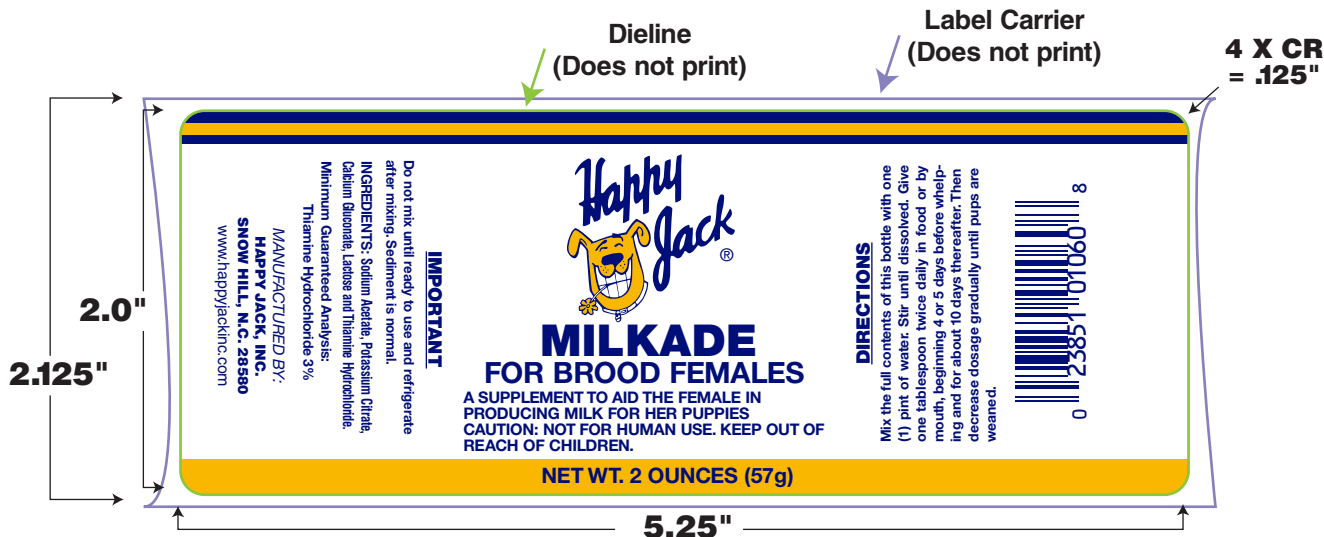 Dieline
(Does not print)
Label Carrier
(Does not print)
4 X CR
= .125"
2.0"
2.125"
5.25"
IMPORTANT
Do not mix until ready to use and refrigerate
after mixing. Sediment is normal.
INGREDIENTS: Sodium Acetate, Potassium Citrate,
Calcium Gluconate, Lactose and Thiamine Hydrochloride.
Minimum Guaranteed Analysis:
Thiamine Hydrochloride 3%
MANUFACTURED BY:
HAPPY JACK, INC.
SNOW HILL, N.C. 28580
www.happyjackinc.com
Happy
Jack®
MILKADE
FOR BROOD FEMALES
A SUPPLEMENT TO AID THE FEMALE IN
PRODUCING MILK FOR HER PUPPIES
CAUTION: NOT FOR HUMAN USE. KEEP OUT OF
REACH OF CHILDREN.
NET WT. 2 OUNCES (57g)
DIRECTIONS
Mix the full contents of this bottle with one
(1) pint of water. Stir until dissolved. Give
one tablespoon twice daily in food or by
mouth, beginning 4 or 5 days before whelp-
ing and for about 10 days thereafter. Then
decrease dosage gradually until pups are
weaned.
0 23851 01060 8